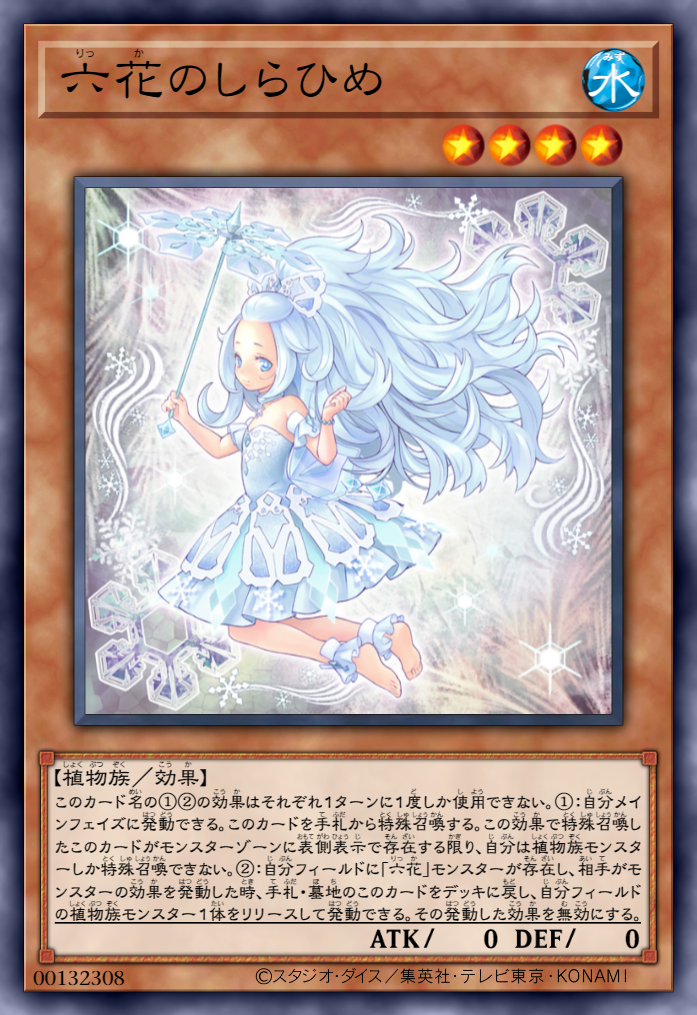 六花のしらひめ
水
【植物族／効果】
このカード名の①②の効果はそれぞれ1ターンに1度しか使用できない。①：自分メイ
ンフェイズに発動できる。このカードを手札から特殊召喚する。この効果で特殊召喚し
たこのカードがモンスターゾーンに表側表示で存在する限り、自分は植物族モンスタ
ーしか特殊召喚できない。②：自分フィールドに「六花」モンスターが存在し、相手がモ
ンスターの効果を発動した時、手札・墓地のこのカードをデッキに戻し、自分フィールド
の植物族モンスター1体をリリースして発動できる。その発動した効果を無効にする。
ATK/ 0 DEF/ 0
00132308 ©スタジオ・ダイス／集英社・テレビ東京・KONAMI